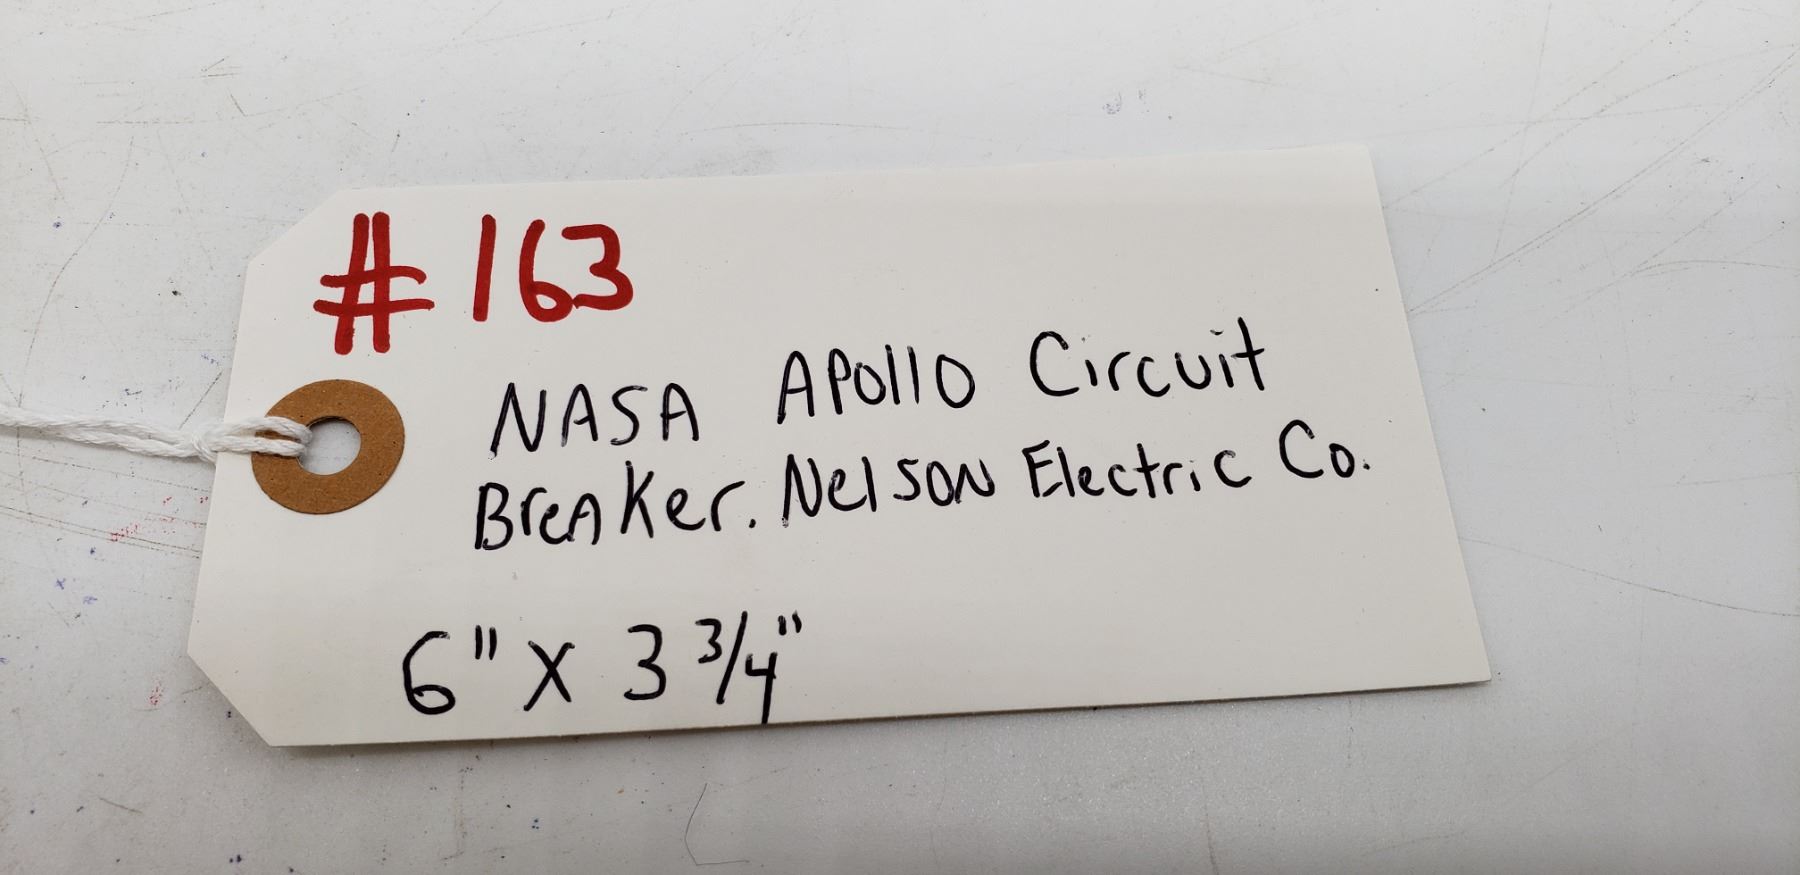 # 163
NASA APollo Circuit
BreAKer. NelsoN Electric Co.
6" X 3 3/4"